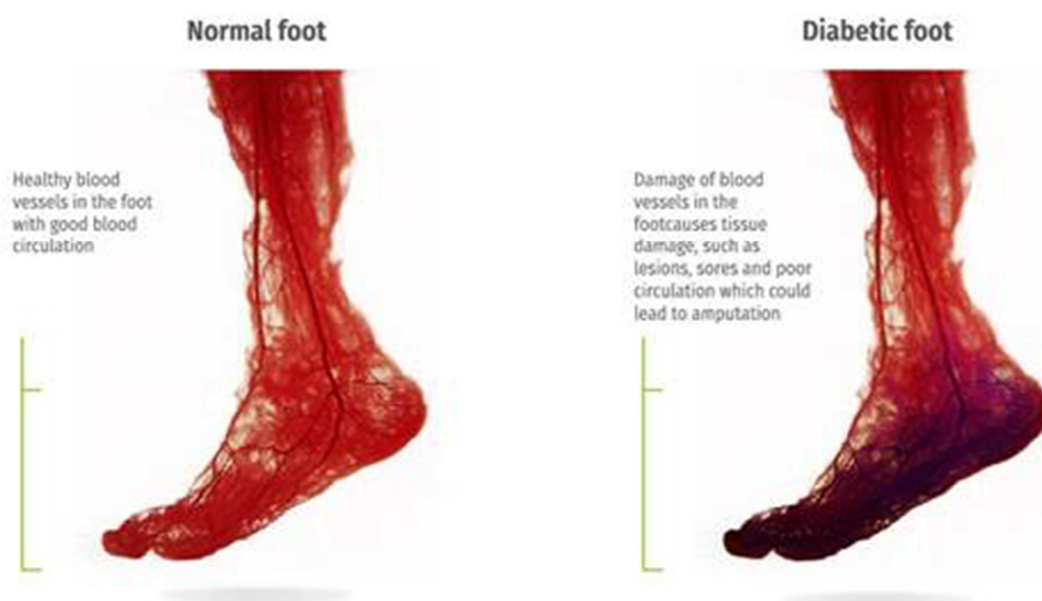 Normal foot
Healthy blood
vessels in the foot
with good blood
circulation
Diabetic foot
Damage of blood
vessels in the
footcauses tissue
damage, such as
lesions, sores and poor
circulation which could
lead to amputation